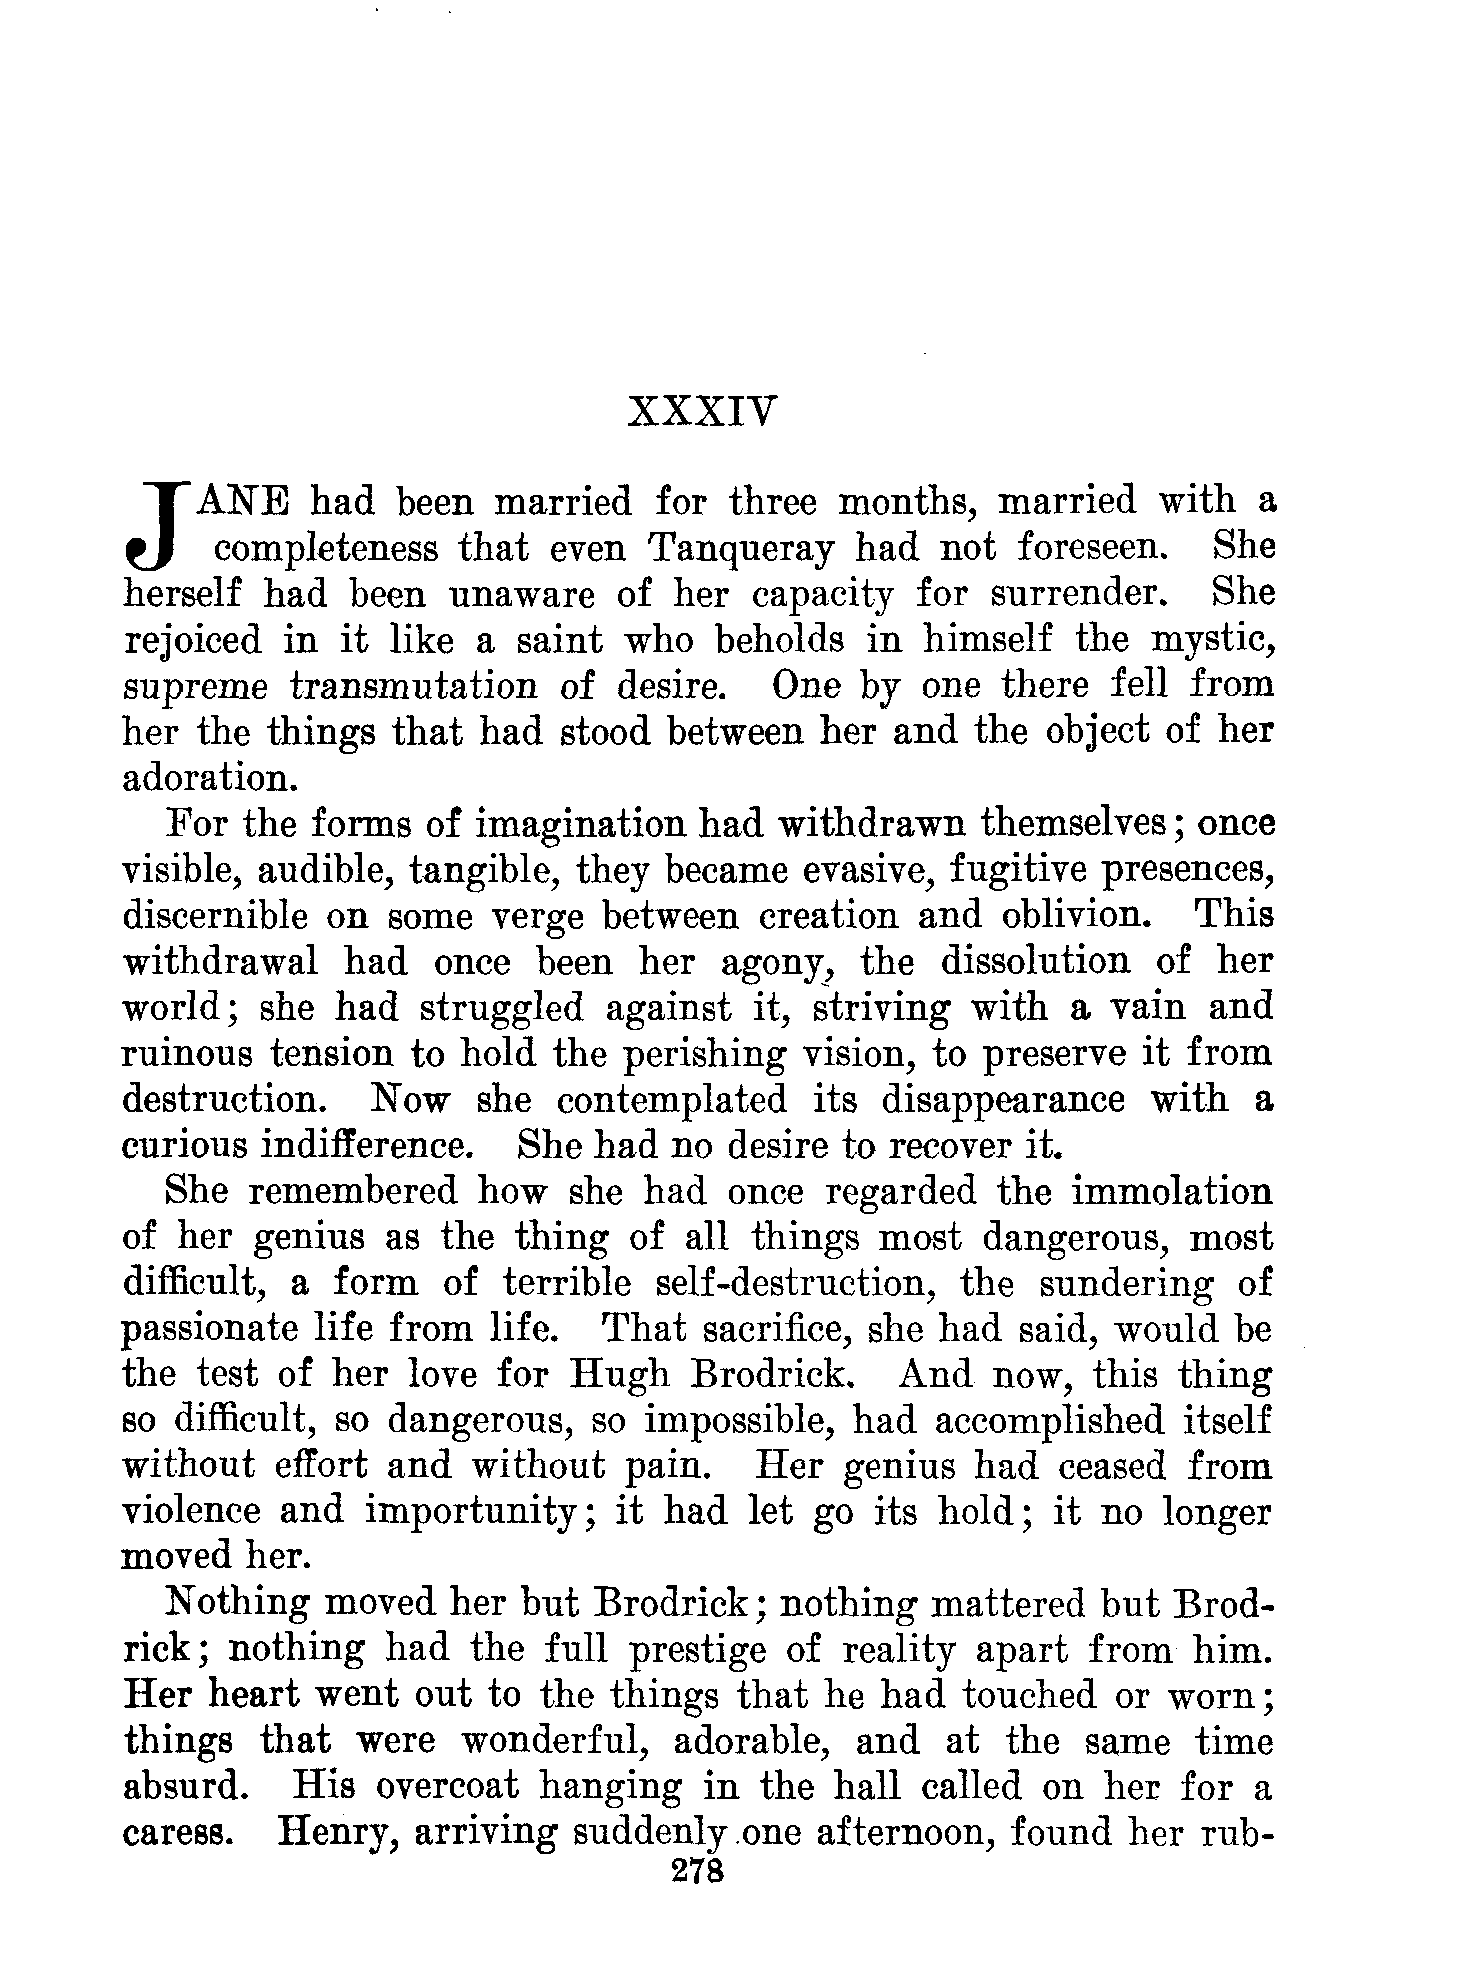 XXXIV
JANE had been married for three months, married with a
completeness that even Tanqueray had not foreseen. She
herself had been unaware of her capacity for surrender. She
rejoiced in it like a saint who beholds in himself the mystic,
supreme transmutation of desire. One by one there fell from
her the things that had stood between her and the object of her
adoration.
For the forms of imagination had withdrawn themselves; once
visible, audible, tangible, they became evasive, fugitive presences,
discernible on some verge between creation and oblivion. This
withdrawal had once been her agony, the dissolution of her
world; she had struggled against it, striving with a vain and
ruinous tension to hold the perishing vision, to preserve it from
destruction. Now she contemplated its disappearance with a
curious indifference. She had no desire to recover it.
She remembered how she had once regarded the immolation
of her genius as the thing of all things most dangerous, most
difficult, a form of terrible self-destruction, the sundering of
passionate life from life. That sacrifice, she had said, would be
the test of her love for Hugh Brodrick. And now, this thing
so difficult, so dangerous, so impossible, had accomplished itself
without effort and without pain. Her genius had ceased from
violence and importunity; it had let go its hold; it no longer
moved her.
Nothing moved her but Brodrick; nothing mattered but Brod-
rick; nothing had the full prestige of reality apart from him.
Her heart went out to the things that he had touched or worn;
things that were wonderful, adorable, and at the same time
absurd. His overcoat hanging in the hall called on her for a
caress. Henry, arriving suddenly one afternoon, found her rub-
278